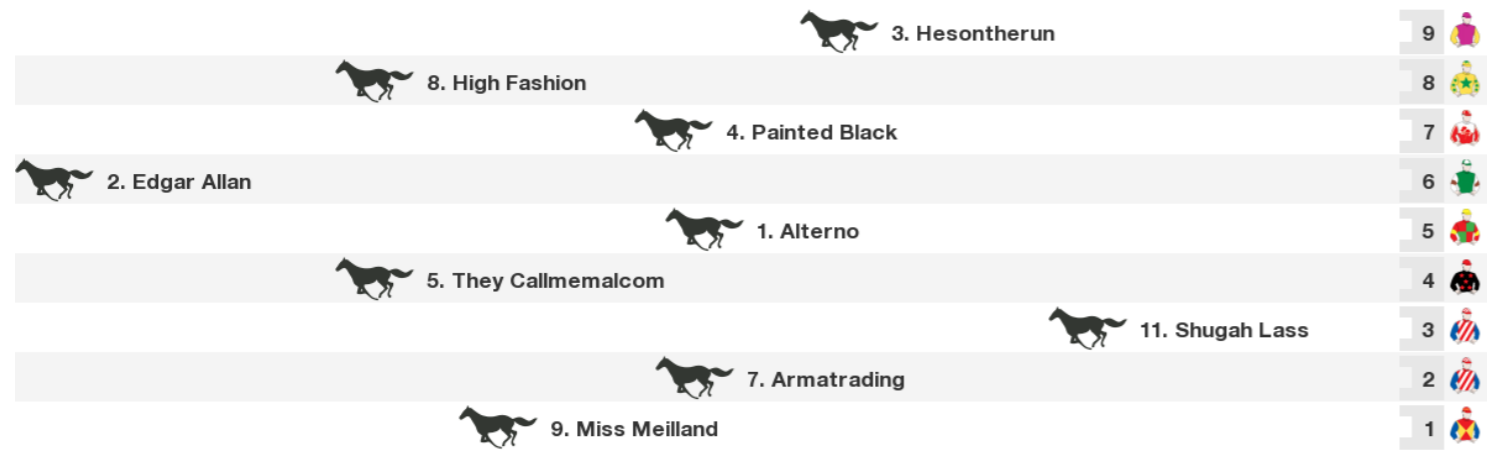 3. Hesontherun 9
8. High Fashion 8
4. Painted Black 7
2. Edgar Allan 6
1. Alterno 5
5. They Callmemalcom 4
11. Shugah Lass 3
7. Armatrading 2
9. Miss Meilland 1